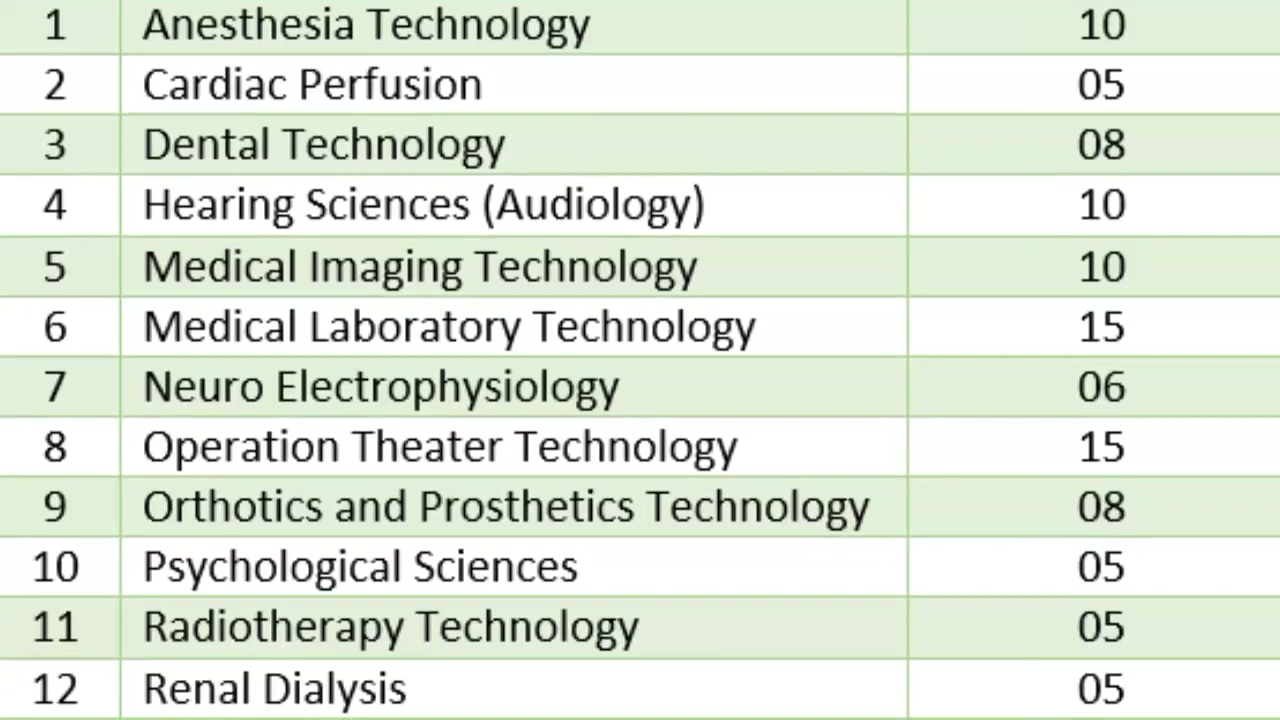 1 Anesthesia Technology 10
2 Cardiac Perfusion 05
3 Dental Technology 08
4 Hearing Sciences (Audiology) 10
5 Medical Imaging Technology 10
6 Medical Laboratory Technology 15
7 Neuro Electrophysiology 06
8 Operation Theater Technology 15
9 Orthotics and Prosthetics Technology 08
10 Psychological Sciences 05
11 Radiotherapy Technology 05
12 Renal Dialysis 05